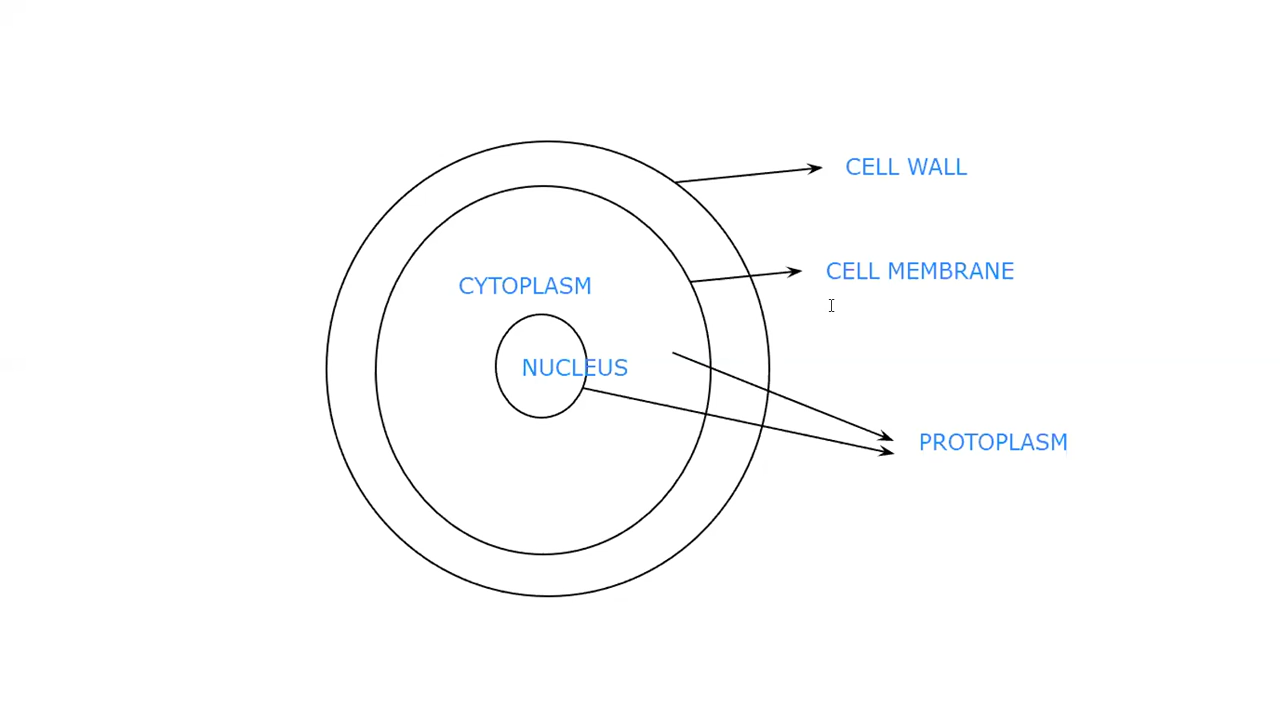 CELL WALL
CELL MEMBRANE
CYTOPLASM
NUCLEUS
PROTOPLASM